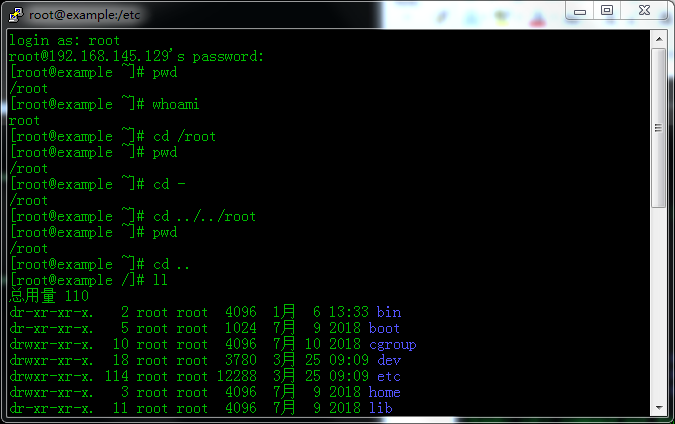 root@example:/etc
login as: root
root@192.168.145.129's password:
[root@example ~]# pwd
/root
[root@example ~]# whoami
root
[root@example ~]# cd /root
[root@example ~]# pwd
/root
[root@example ~]# cd -
/root
[root@example ~]# cd ../../root
[root@example ~]# pwd
/root
[root@example ~]# cd ..
[root@example /]# ll
总用量 110
dr-xr-xr-x.   2 root root  4096  1月   6 13:33 bin
dr-xr-xr-x.   5 root root  1024  7月   9 2018 boot
drwxr-xr-x.  10 root root  4096  7月  10 2018 cgroup
drwxr-xr-x.  18 root root  3780  3月  25 09:09 dev
drwxr-xr-x. 114 root root 12288  3月  25 09:09 etc
drwxr-xr-x.   3 root root  4096  7月   9 2018 home
dr-xr-xr-x.  11 root root  4096  7月   9 2018 lib